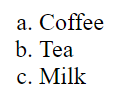 a. Coffee
b. Tea
c. Milk